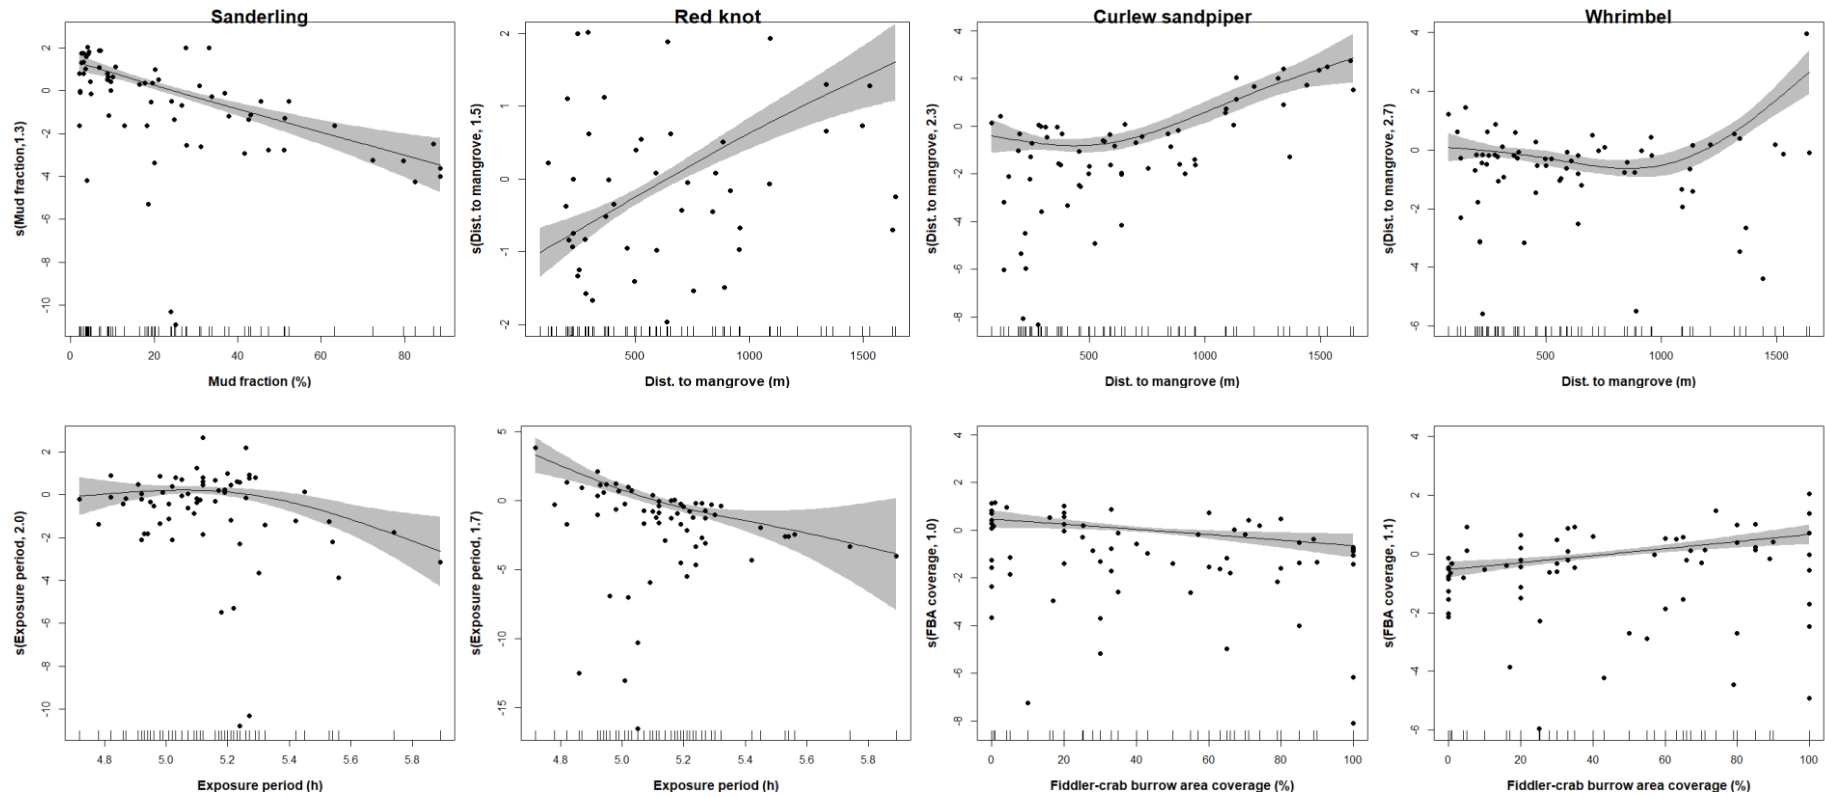 Sanderling
Red knot
Curlew sandpiper
Whrimbel
s(Mud fraction,1.3)
2
0
-2
-4
-6
-8
-10
0 20 40 60 80
Mud fraction (%)
s(Dist. to mangrove, 1.5)
2
1
0
-1
-2
500 1000 1500
Dist. to mangrove (m)
s(Dist. to mangrove, 2.3)
4
2
0
-2
-4
-6
-8
500 1000 1500
Dist. to mangrove (m)
s(Dist. to mangrove, 2.7)
4
2
0
-2
-4
-6
500 1000 1500
Dist. to mangrove (m)
s(Exposure period, 2.0)
2
0
-2
-4
-6
-8
-10
4.8 5.0 5.2 5.4 5.6 5.8
Exposure period (h)
s(Exposure period, 1.7)
5
0
-5
-10
-15
4.8 5.0 5.2 5.4 5.6 5.8
Exposure period (h)
s(FBA coverage, 1.0)
4
2
0
-2
-4
-6
-8
0 20 40 60 80 100
Fiddler-crab burrow area coverage (%)
s(FBA coverage, 1.1)
4
2
0
-2
-4
-6
0 20 40 60 80 100
Fiddler-crab burrow area coverage (%)